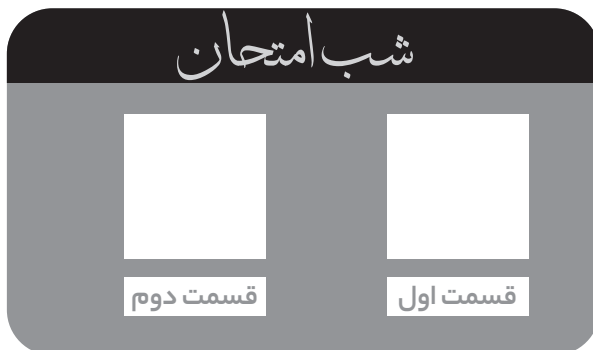 شب امتحان
قسمت اول
قسمت دوم